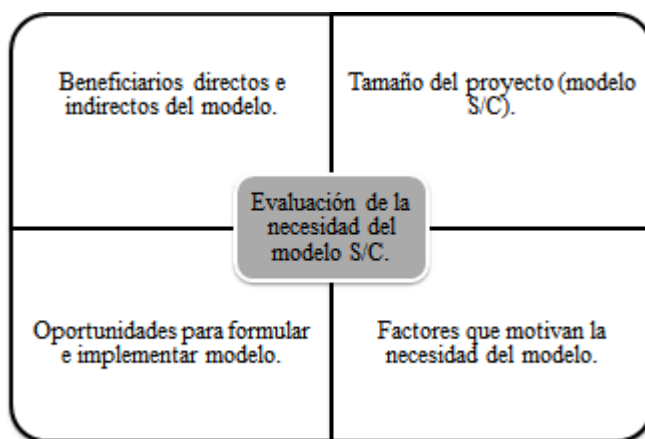 Beneficiarios directos e
indirectos del modelo.
Tamaño del proyecto (modelo
S/C).
Evaluación de la
necesidad del
modelo S/C.
Oportunidades para formular
e implementar modelo.
Factores que motivan la
necesidad del modelo.